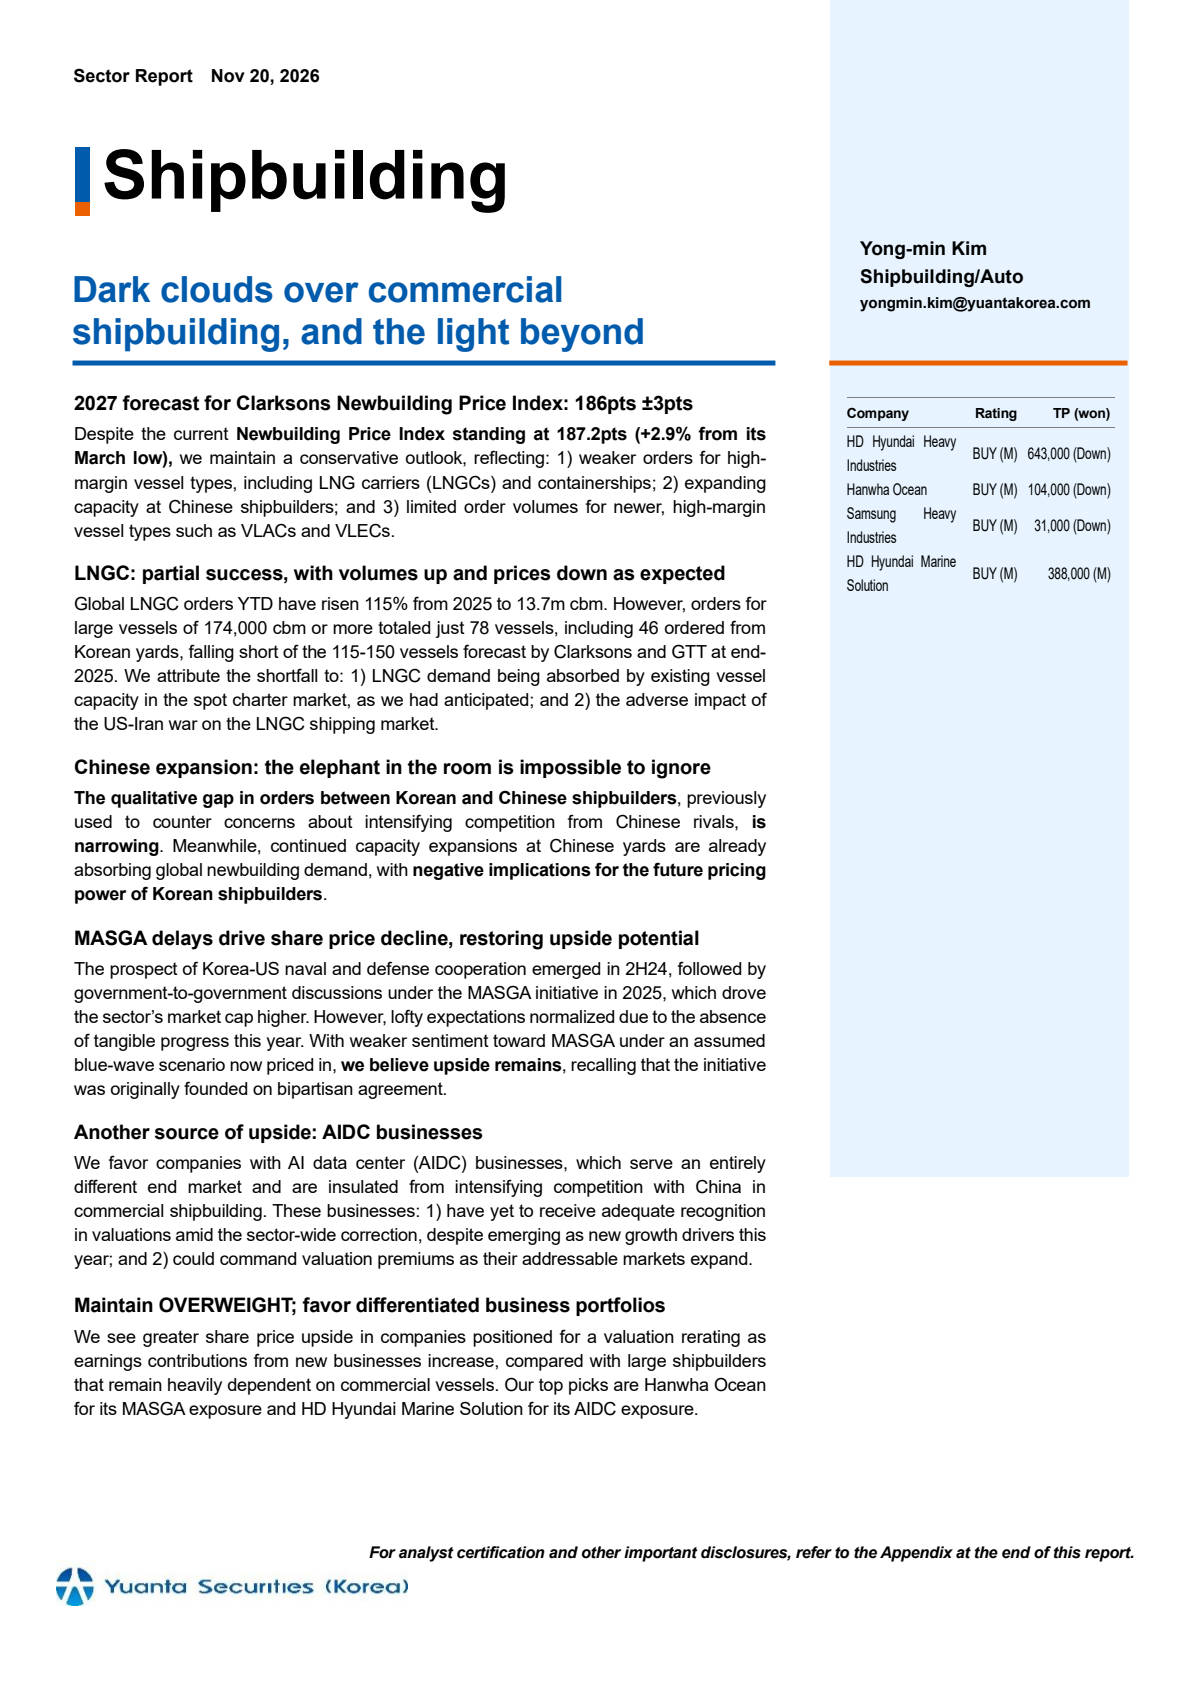 Sector Report Nov 20, 2026
Shipbuilding
Dark clouds over commercial
shipbuilding, and the light beyond
2027 forecast for Clarksons Newbuilding Price Index: 186pts ±3pts
Despite the current Newbuilding Price Index standing at 187.2pts (+2.9% from its
March low), we maintain a conservative outlook, reflecting: 1) weaker orders for high-
margin vessel types, including LNG carriers (LNGCs) and containerships; 2) expanding
capacity at Chinese shipbuilders; and 3) limited order volumes for newer, high-margin
vessel types such as VLACs and VLECs.
LNGC: partial success, with volumes up and prices down as expected
Global LNGC orders YTD have risen 115% from 2025 to 13.7m cbm. However, orders for
large vessels of 174,000 cbm or more totaled just 78 vessels, including 46 ordered from
Korean yards, falling short of the 115-150 vessels forecast by Clarksons and GTT at end-
2025. We attribute the shortfall to: 1) LNGC demand being absorbed by existing vessel
capacity in the spot charter market, as we had anticipated; and 2) the adverse impact of
the US-Iran war on the LNGC shipping market.
Chinese expansion: the elephant in the room is impossible to ignore
The qualitative gap in orders between Korean and Chinese shipbuilders, previously
used to counter concerns about intensifying competition from Chinese rivals, is
narrowing. Meanwhile, continued capacity expansions at Chinese yards are already
absorbing global newbuilding demand, with negative implications for the future pricing
power of Korean shipbuilders.
MASGA delays drive share price decline, restoring upside potential
The prospect of Korea-US naval and defense cooperation emerged in 2H24, followed by
government-to-government discussions under the MASGA initiative in 2025, which drove
the sector’s market cap higher. However, lofty expectations normalized due to the absence
of tangible progress this year. With weaker sentiment toward MASGA under an assumed
blue-wave scenario now priced in, we believe upside remains, recalling that the initiative
was originally founded on bipartisan agreement.
Another source of upside: AIDC businesses
We favor companies with AI data center (AIDC) businesses, which serve an entirely
different end market and are insulated from intensifying competition with China in
commercial shipbuilding. These businesses: 1) have yet to receive adequate recognition
in valuations amid the sector-wide correction, despite emerging as new growth drivers this
year; and 2) could command valuation premiums as their addressable markets expand.
Maintain OVERWEIGHT; favor differentiated business portfolios
We see greater share price upside in companies positioned for a valuation rerating as
earnings contributions from new businesses increase, compared with large shipbuilders
that remain heavily dependent on commercial vessels. Our top picks are Hanwha Ocean
for its MASGA exposure and HD Hyundai Marine Solution for its AIDC exposure.
Yong-min Kim
Shipbuilding/Auto
yongmin.kim@yuantakorea.com
Company Rating TP (won)
HD Hyundai Heavy
Industries BUY (M) 643,000 (Down)
Hanwha Ocean BUY (M) 104,000 (Down)
Samsung Heavy
Industries BUY (M) 31,000 (Down)
HD Hyundai Marine
Solution BUY (M) 388,000 (M)
For analyst certification and other important disclosures, refer to the Appendix at the end of this report.
Yuanta Securities (Korea)